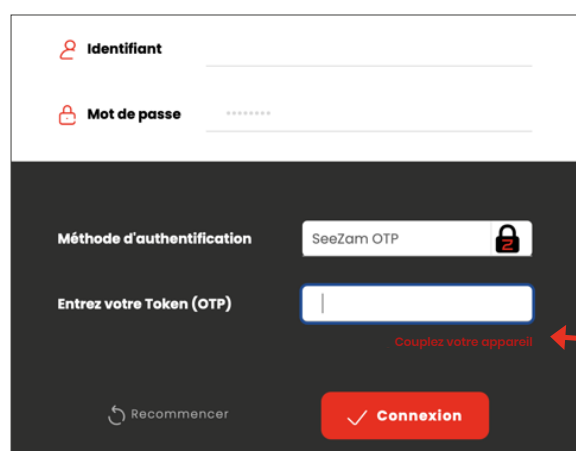 Identifiant
Mot de passe ········
Méthode d'authentification SeeZam OTP
Entrez votre Token (OTP)
Couplez votre appareil
Recommencer Connexion